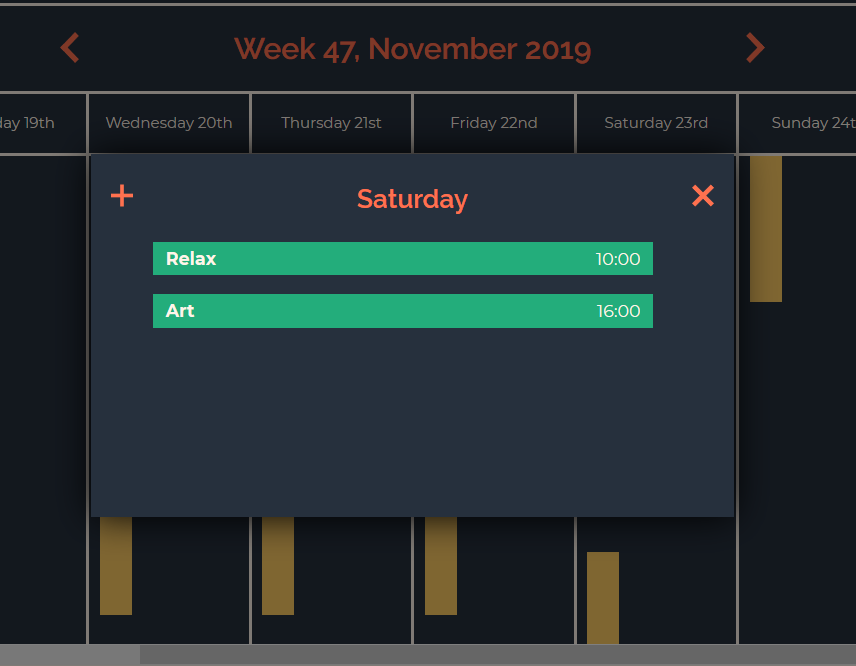 Week 47, November 2019
day 19th Wednesday 20th Thursday 21st Friday 22nd Saturday 23rd Sunday 24t
Saturday
Relax 10:00
Art 16:00